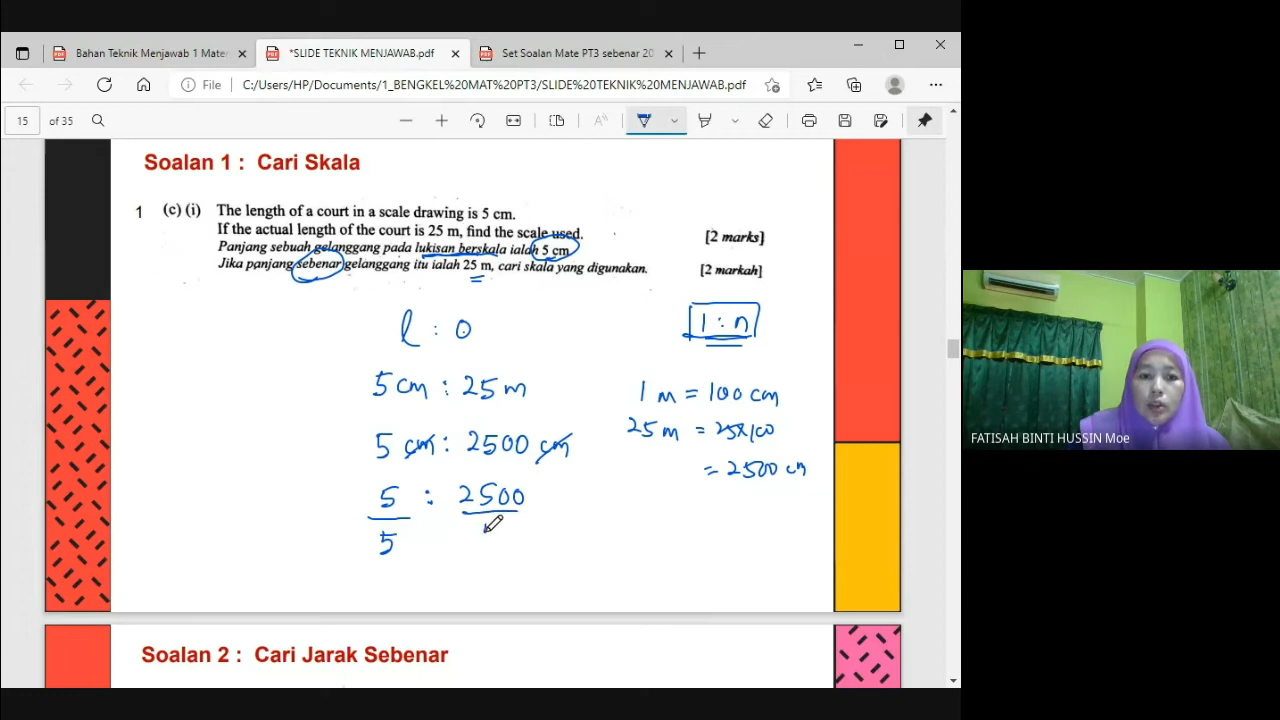 Bahan Teknik Menjawab 1 Mater
*SLIDE TEKNIK MENJAWAB.pdf
Set Soalan Mate PT3 sebenar 20
File
C:/Users/HP/Documents/1_BENGKEL%20MAT%20PT3/SLIDE%20TEKNIK%20MENJAWAB.pdf
15 of 35
Soalan 1 : Cari Skala
1 (c) (i) The length of a court in a scale drawing is 5 cm.
If the actual length of the court is 25 m, find the scale used. [2 marks]
Panjang sebuah gelanggang pada lukisan berskala ialah 5 cm
Jika panjang sebenar gelanggang itu ialah 25 m, cari skala yang digunakan. [2 markah]
l : o
1 : n
5 cm : 25 m
1 m = 100 cm
25 m = 25x100
5 cm : 2500 cm
= 2500 cm
5 : 2500
5
FATISAH BINTI HUSSIN Moe
Soalan 2 : Cari Jarak Sebenar